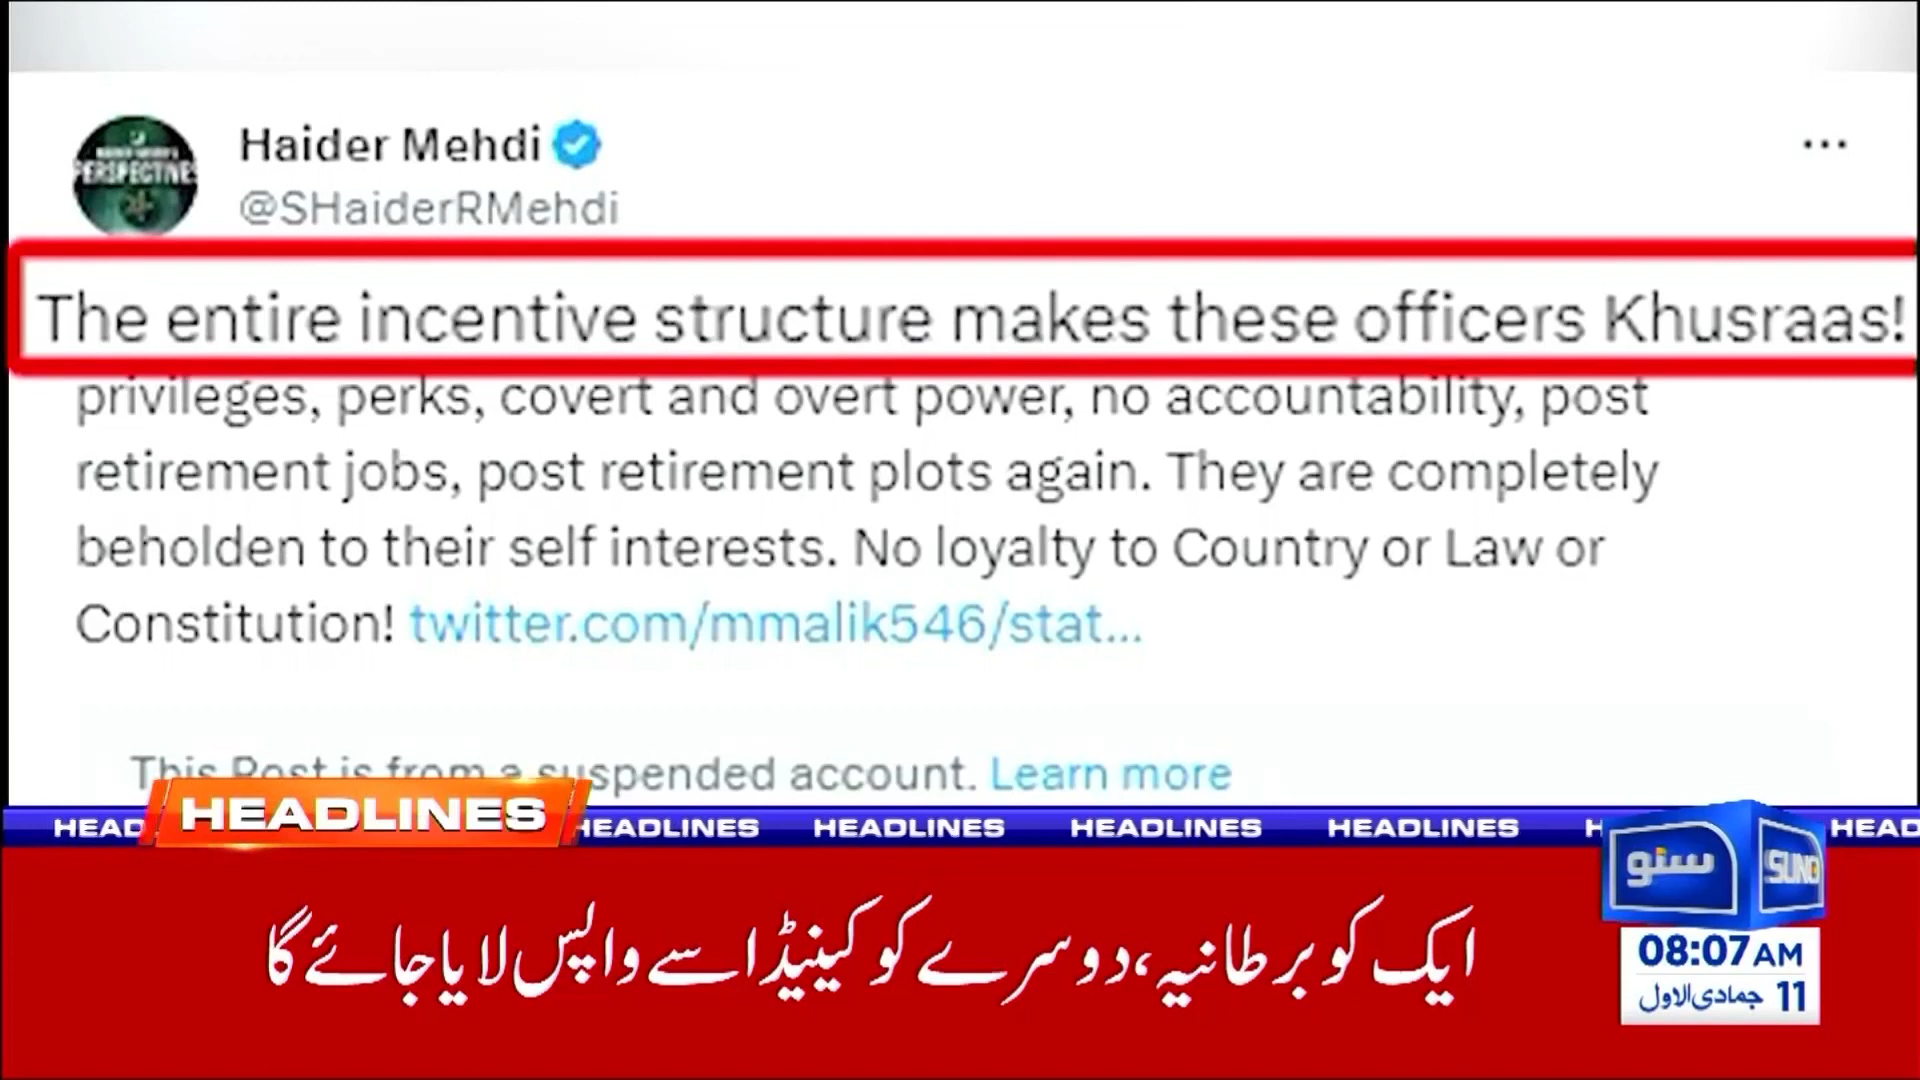 PERSPECTIVES
Haider Mehdi
@SHaiderRMehdi
The entire incentive structure makes these officers Khusraas!
privileges, perks, covert and overt power, no accountability, post
retirement jobs, post retirement plots again. They are completely
beholden to their self interests. No loyalty to Country or Law or
Constitution! twitter.com/mmalik546/stat...
This Post is from a suspended account. Learn more
HEADLINES
HEAD HEADLINES HEADLINES HEADLINES HEADLINES H HEAD
سنو SUNO
ایک کو برطانیہ، دوسرے کو کینیڈا سے واپس لایا جائے گا
08:07AM
11 جمادی الاول